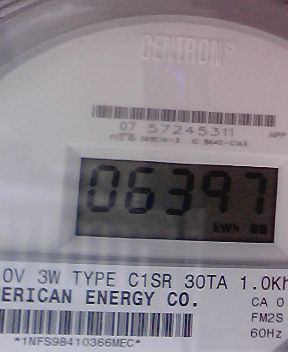 CENTRON®
07 57245311
06397
kWh
0V 3W TYPE C1SR 30TA 1.0Kh
ERICAN ENERGY CO.
CA 0
FM2S
60Hz
*1NFS98410366MEC*